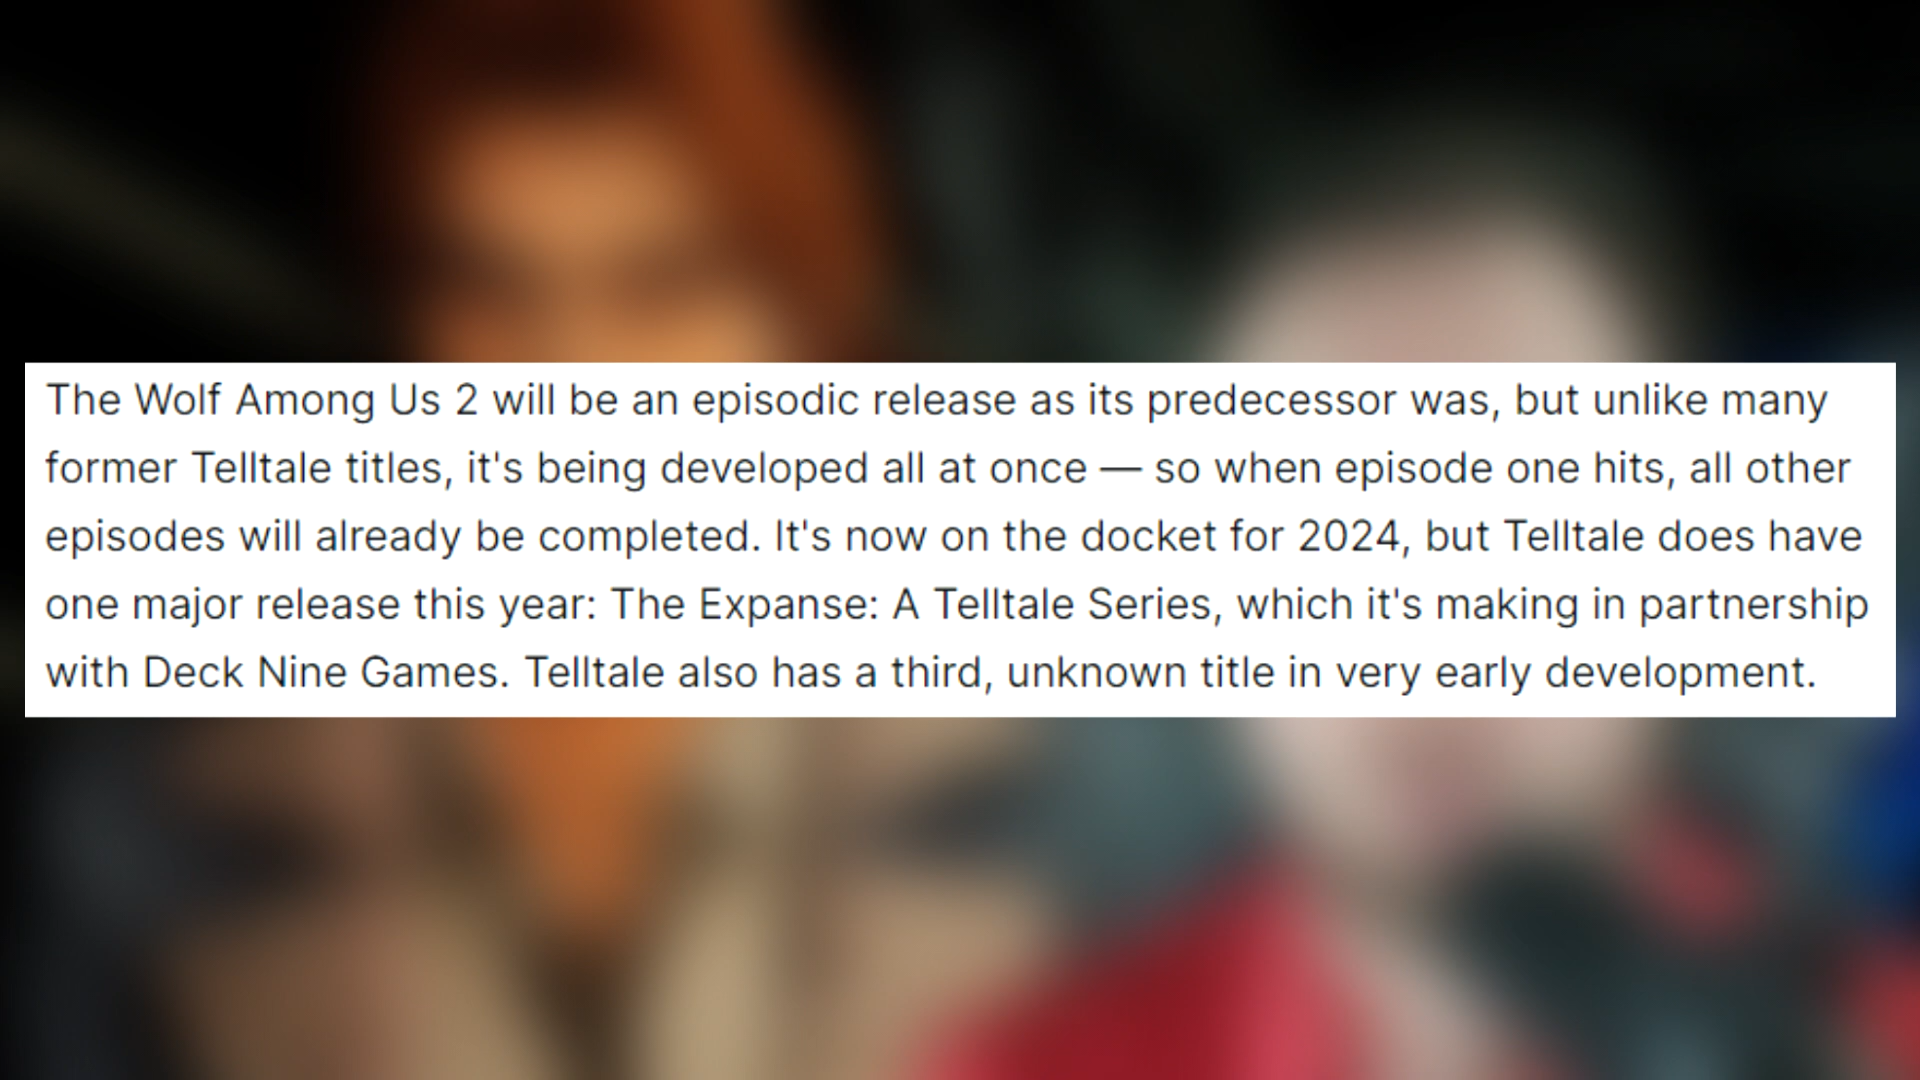 The Wolf Among Us 2 will be an episodic release as its predecessor was, but unlike many
former Telltale titles, it's being developed all at once — so when episode one hits, all other
episodes will already be completed. It's now on the docket for 2024, but Telltale does have
one major release this year: The Expanse: A Telltale Series, which it's making in partnership
with Deck Nine Games. Telltale also has a third, unknown title in very early development.